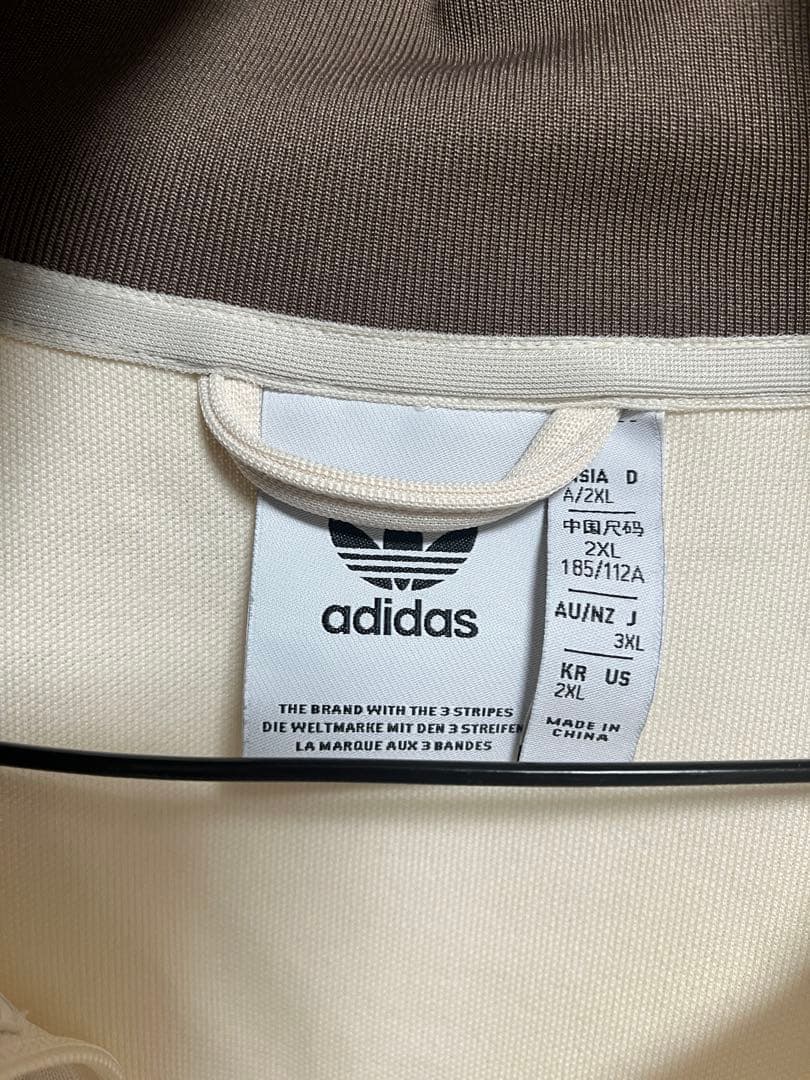 adidas
THE BRAND WITH THE 3 STRIPES
DIE WELTMARKE MIT DEN 3 STREIFEN
LA MARQUE AUX 3 BANDES
D
A/2XL
中国尺码
2XL
185/112A
AU/NZ J
3XL
KR US
2XL
MADE IN
CHINA